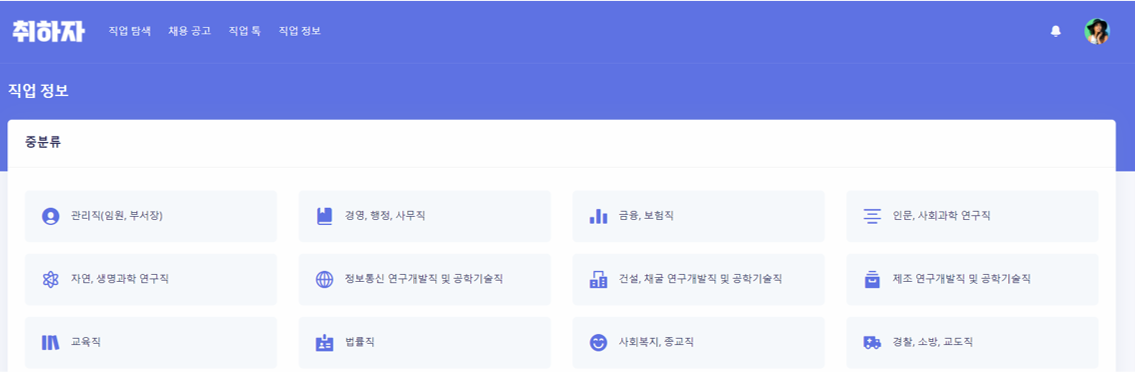 취하자 직업 탐색 채용 공고 직업 톡 직업 정보
직업 정보
중분류
관리직(임원, 부서장) 경영, 행정, 사무직 금융, 보험직 인문, 사회과학 연구직
자연, 생명과학 연구직 정보통신 연구개발직 및 공학기술직 건설, 채굴 연구개발직 및 공학기술직 제조 연구개발직 및 공학기술직
교육직 법률직 사회복지, 종교직 경찰, 소방, 교도직